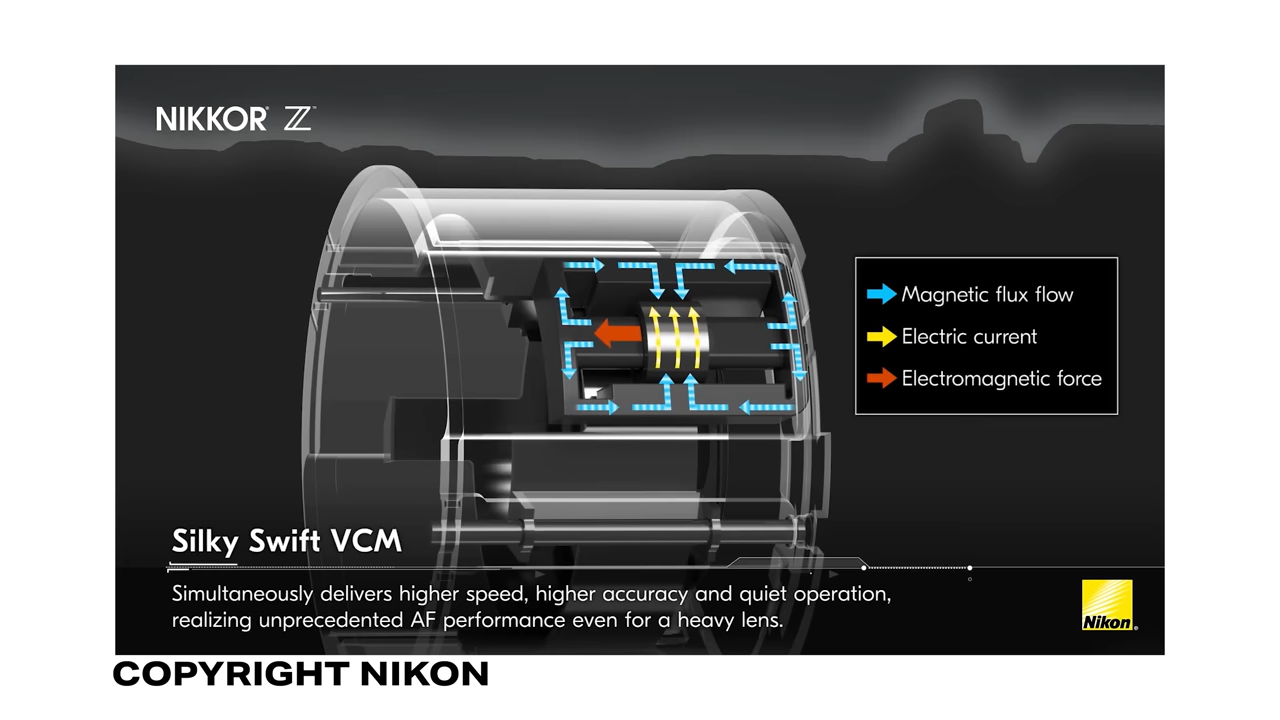 NIKKOR Z
Magnetic flux flow
Electric current
Electromagnetic force
Silky Swift VCM
Simultaneously delivers higher speed, higher accuracy and quiet operation,
realizing unprecedented AF performance even for a heavy lens.
Nikon
COPYRIGHT NIKON